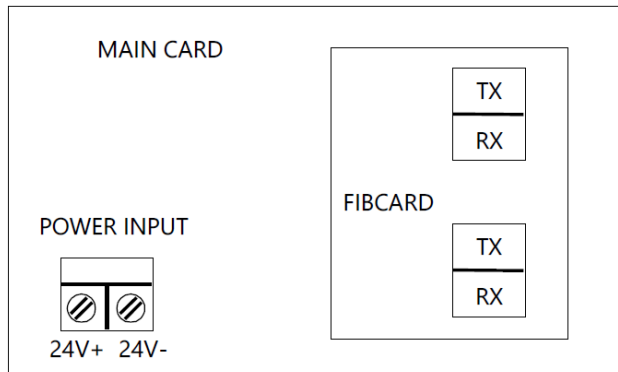 MAIN CARD
TX
RX
FIBCARD
POWER INPUT
TX
RX
24V+ 24V-